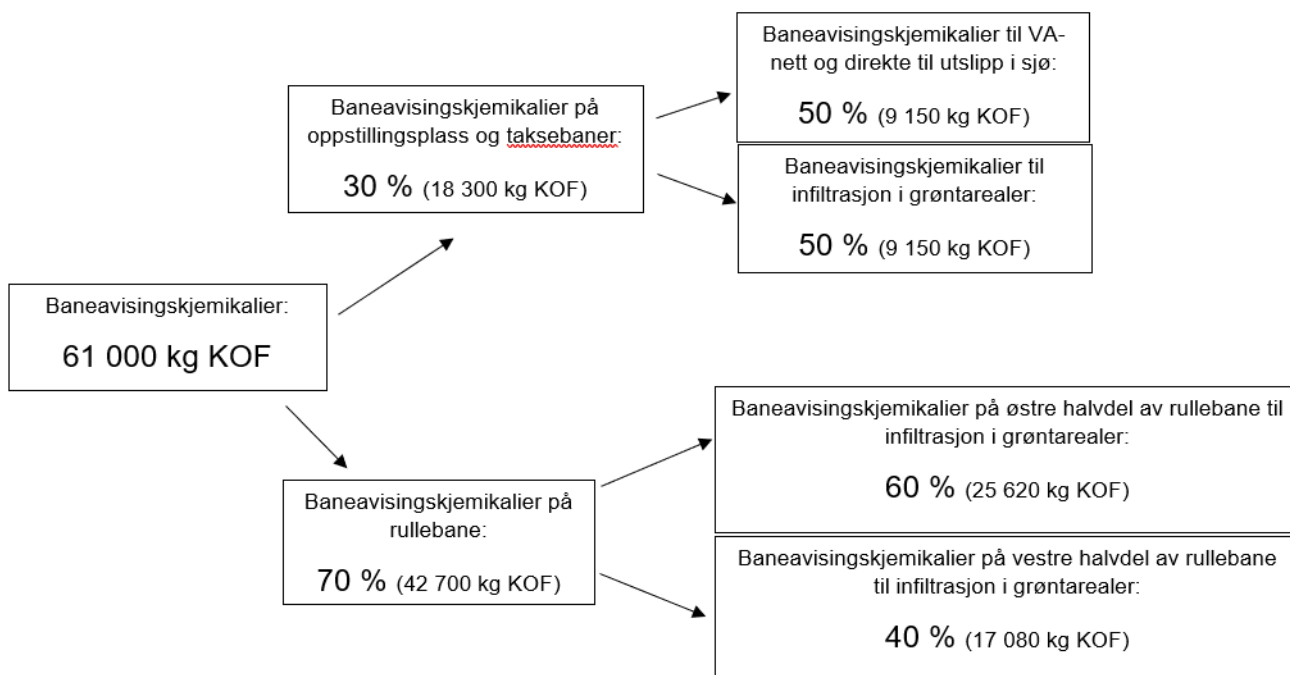 Baneavisingskjemikalier til VA-
nett og direkte til utslipp i sjø:
50 % (9 150 kg KOF)
Baneavisingskjemikalier på
oppstillingsplass og taksebaner:
30 % (18 300 kg KOF)
Baneavisingskjemikalier til
infiltrasjon i grøntarealer:
50 % (9 150 kg KOF)
Baneavisingskjemikalier:
61 000 kg KOF
Baneavisingskjemikalier på østre halvdel av rullebane til
infiltrasjon i grøntarealer:
60 % (25 620 kg KOF)
Baneavisingskjemikalier på
rullebane:
70 % (42 700 kg KOF)
Baneavisingskjemikalier på vestre halvdel av rullebane
til infiltrasjon i grøntarealer:
40 % (17 080 kg KOF)